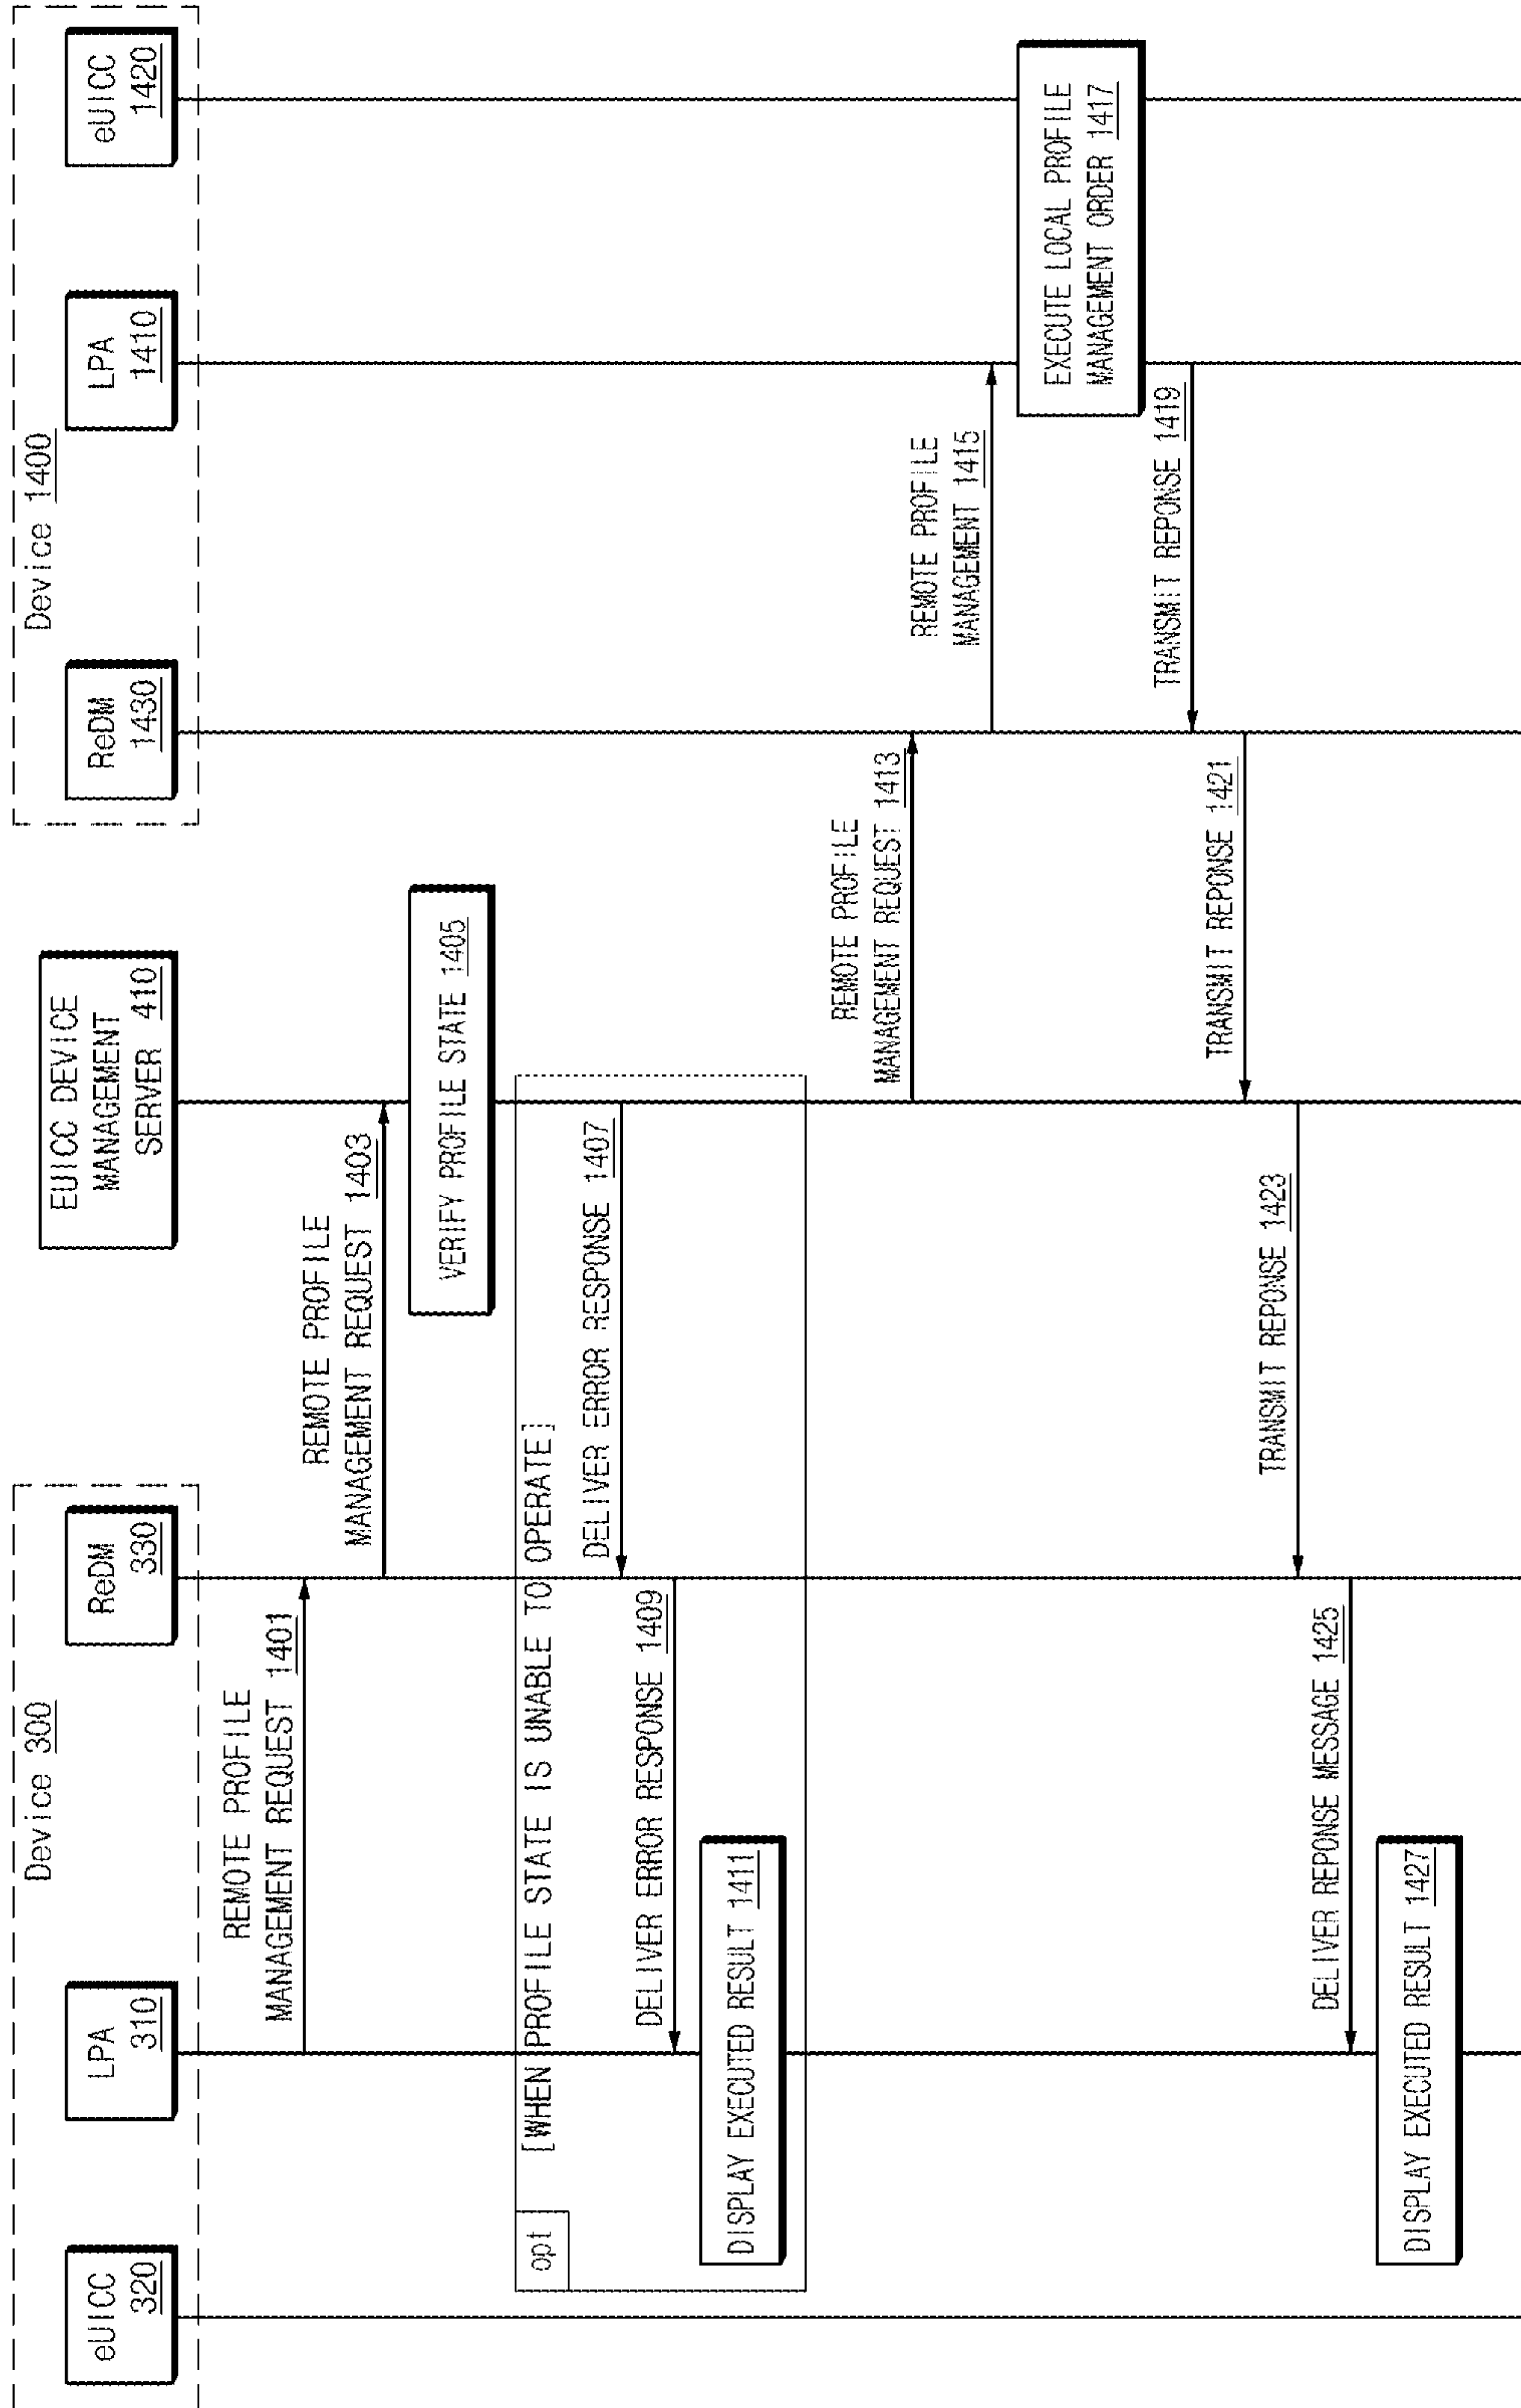 Device 300
Device 1400
eUICC
320
LPA
310
ReDM
330
EUICC DEVICE
MANAGEMENT
SERVER 410
ReDM
1430
LPA
1410
eUICC
1420
REMOTE PROFILE
MANAGEMENT REQUEST 1401
REMOTE PROFILE
MANAGEMENT REQUEST 1403
VERIFY PROFILE STATE 1405
opt
[WHEN PROFILE STATE IS UNABLE TO OPERATE]
DELIVER ERROR RESPONSE 1407
DELIVER ERROR RESPONSE 1409
DISPLAY EXECUTED RESULT 1411
REMOTE PROFILE
MANAGEMENT REQUEST 1413
REMOTE PROFILE
MANAGEMENT 1415
EXECUTE LOCAL PROFILE
MANAGEMENT ORDER 1417
TRANSMIT REPONSE 1419
TRANSMIT REPONSE 1421
TRANSMIT REPONSE 1423
DELIVER REPONSE MESSAGE 1425
DISPLAY EXECUTED RESULT 1427